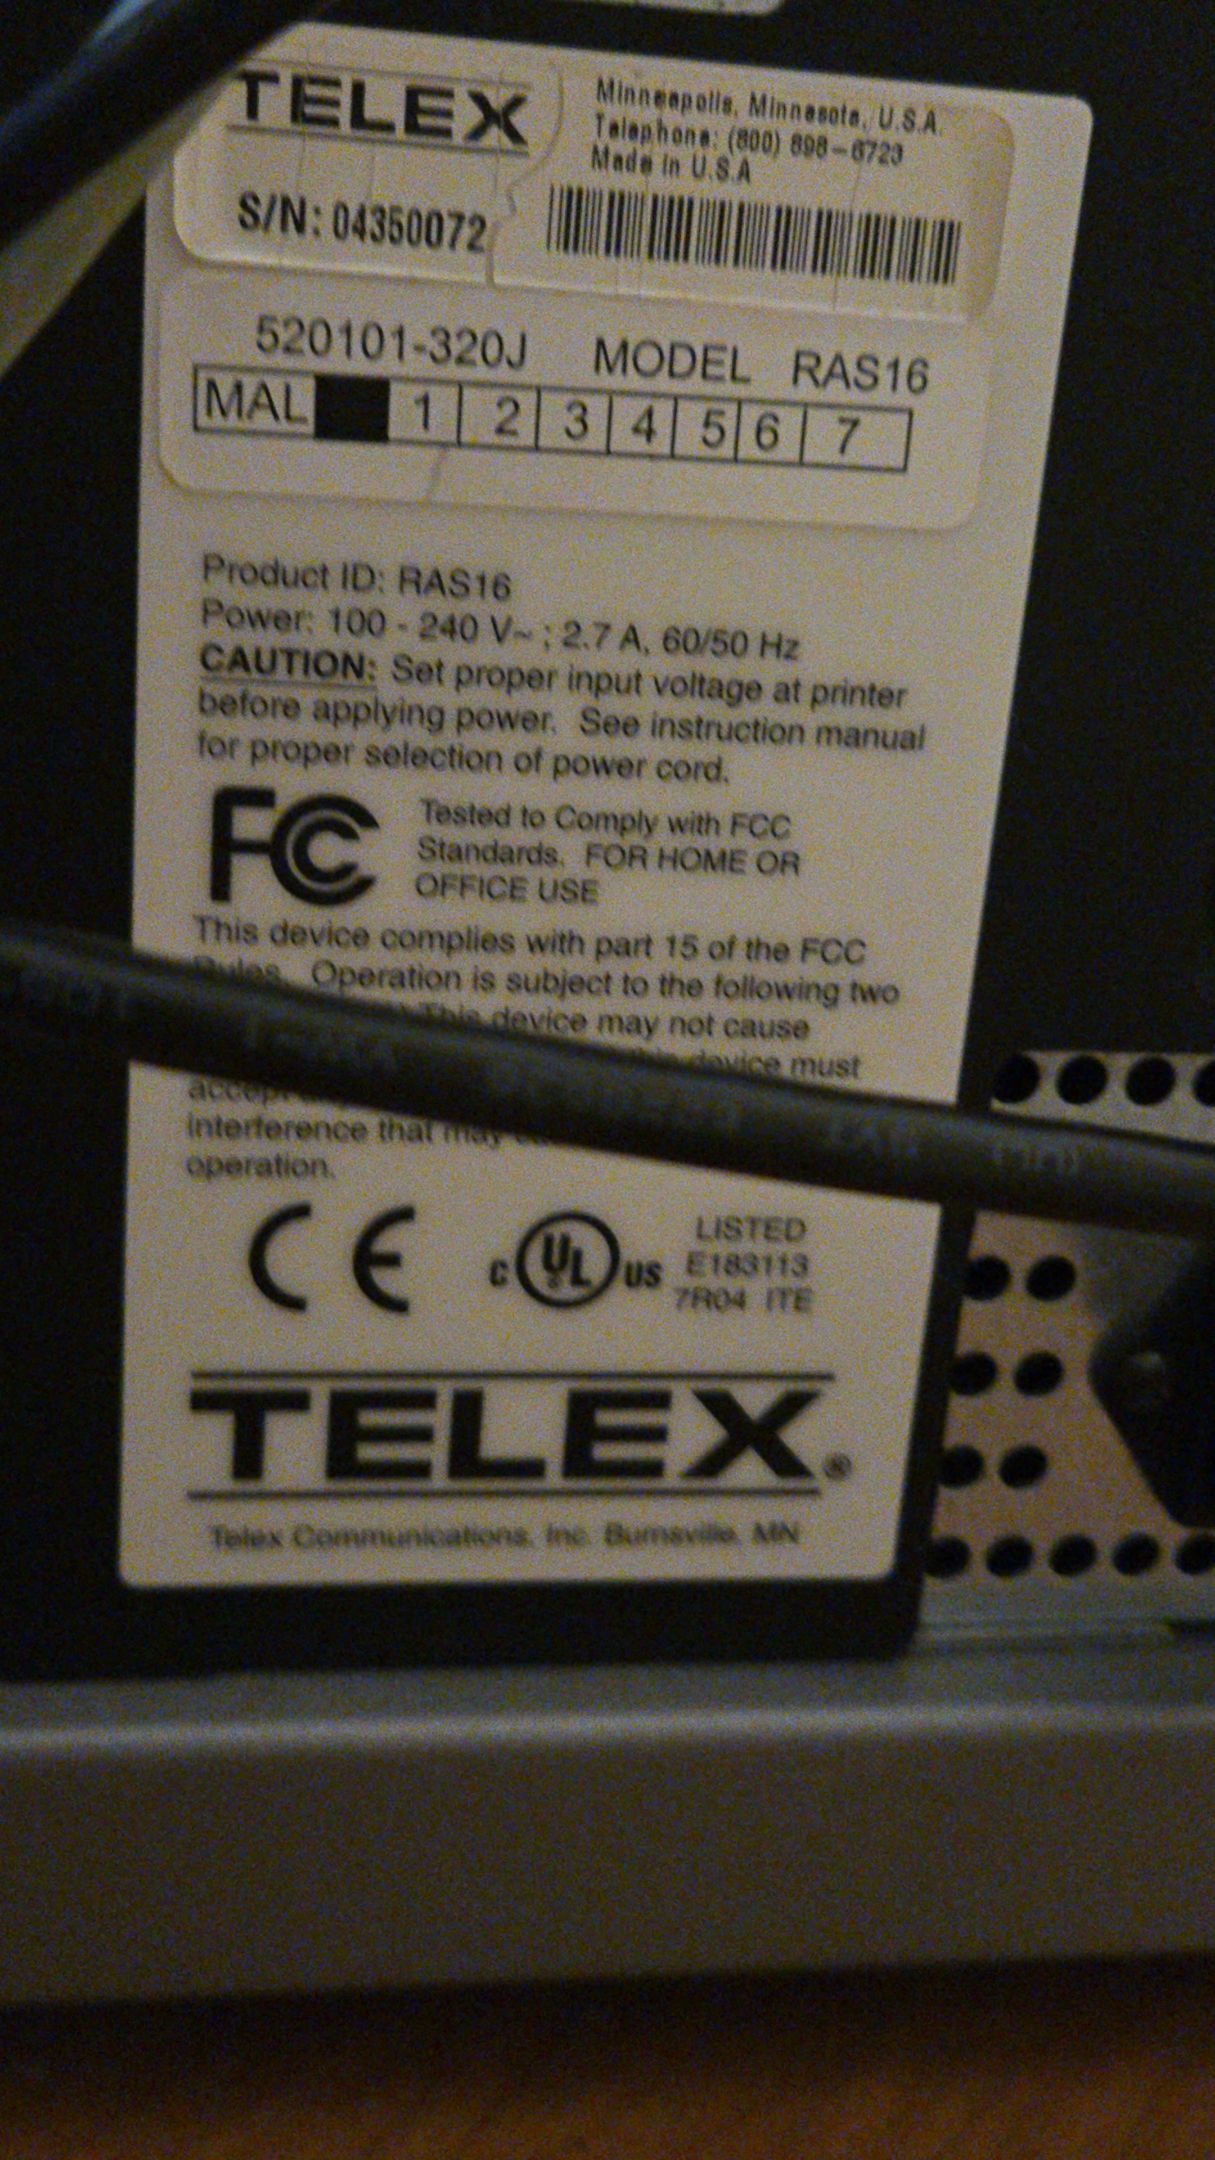 TELEX
Minneapolis, Minnesota, U.S.A.
Telephone: (800) 898-6723
Made in U.S.A
S/N: 04350072
520101-320J MODEL RAS16
MAL 1 2 3 4 5 6 7
Product ID: RAS16
Power: 100 - 240 V~ ; 2.7 A, 60/50 Hz
CAUTION: Set proper input voltage at printer
before applying power. See instruction manual
for proper selection of power cord.
FC
Tested to Comply with FCC
Standards. FOR HOME OR
OFFICE USE
This device complies with part 15 of the FCC
Rules. Operation is subject to the following two
This device may not cause
this device must
accept
interference that may
operation.
CE
c UL us
LISTED
E183113
7R04 ITE
TELEX®
Telex Communications, Inc. Burnsville, MN